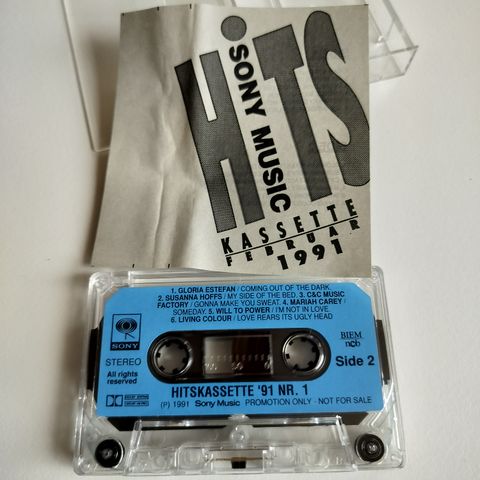 HiTS
SONY MUSIC
KASSETTE
FEBRUAR
1991
1. GLORIA ESTEFAN / COMING OUT OF THE DARK.
2. SUSANNA HOFFS / MY SIDE OF THE BED. 3. C&C MUSIC
FACTORY / GONNA MAKE YOU SWEAT. 4. MARIAH CAREY /
SOMEDAY. 5. WILL TO POWER / I'M NOT IN LOVE.
6. LIVING COLOUR / LOVE REARS ITS UGLY HEAD
SONY
BIEM
ncb
STEREO
Side 2
All rights
reserved
100 50 0
HITSKASSETTE '91 NR. 1
(P) 1991 Sony Music PROMOTION ONLY - NOT FOR SALE